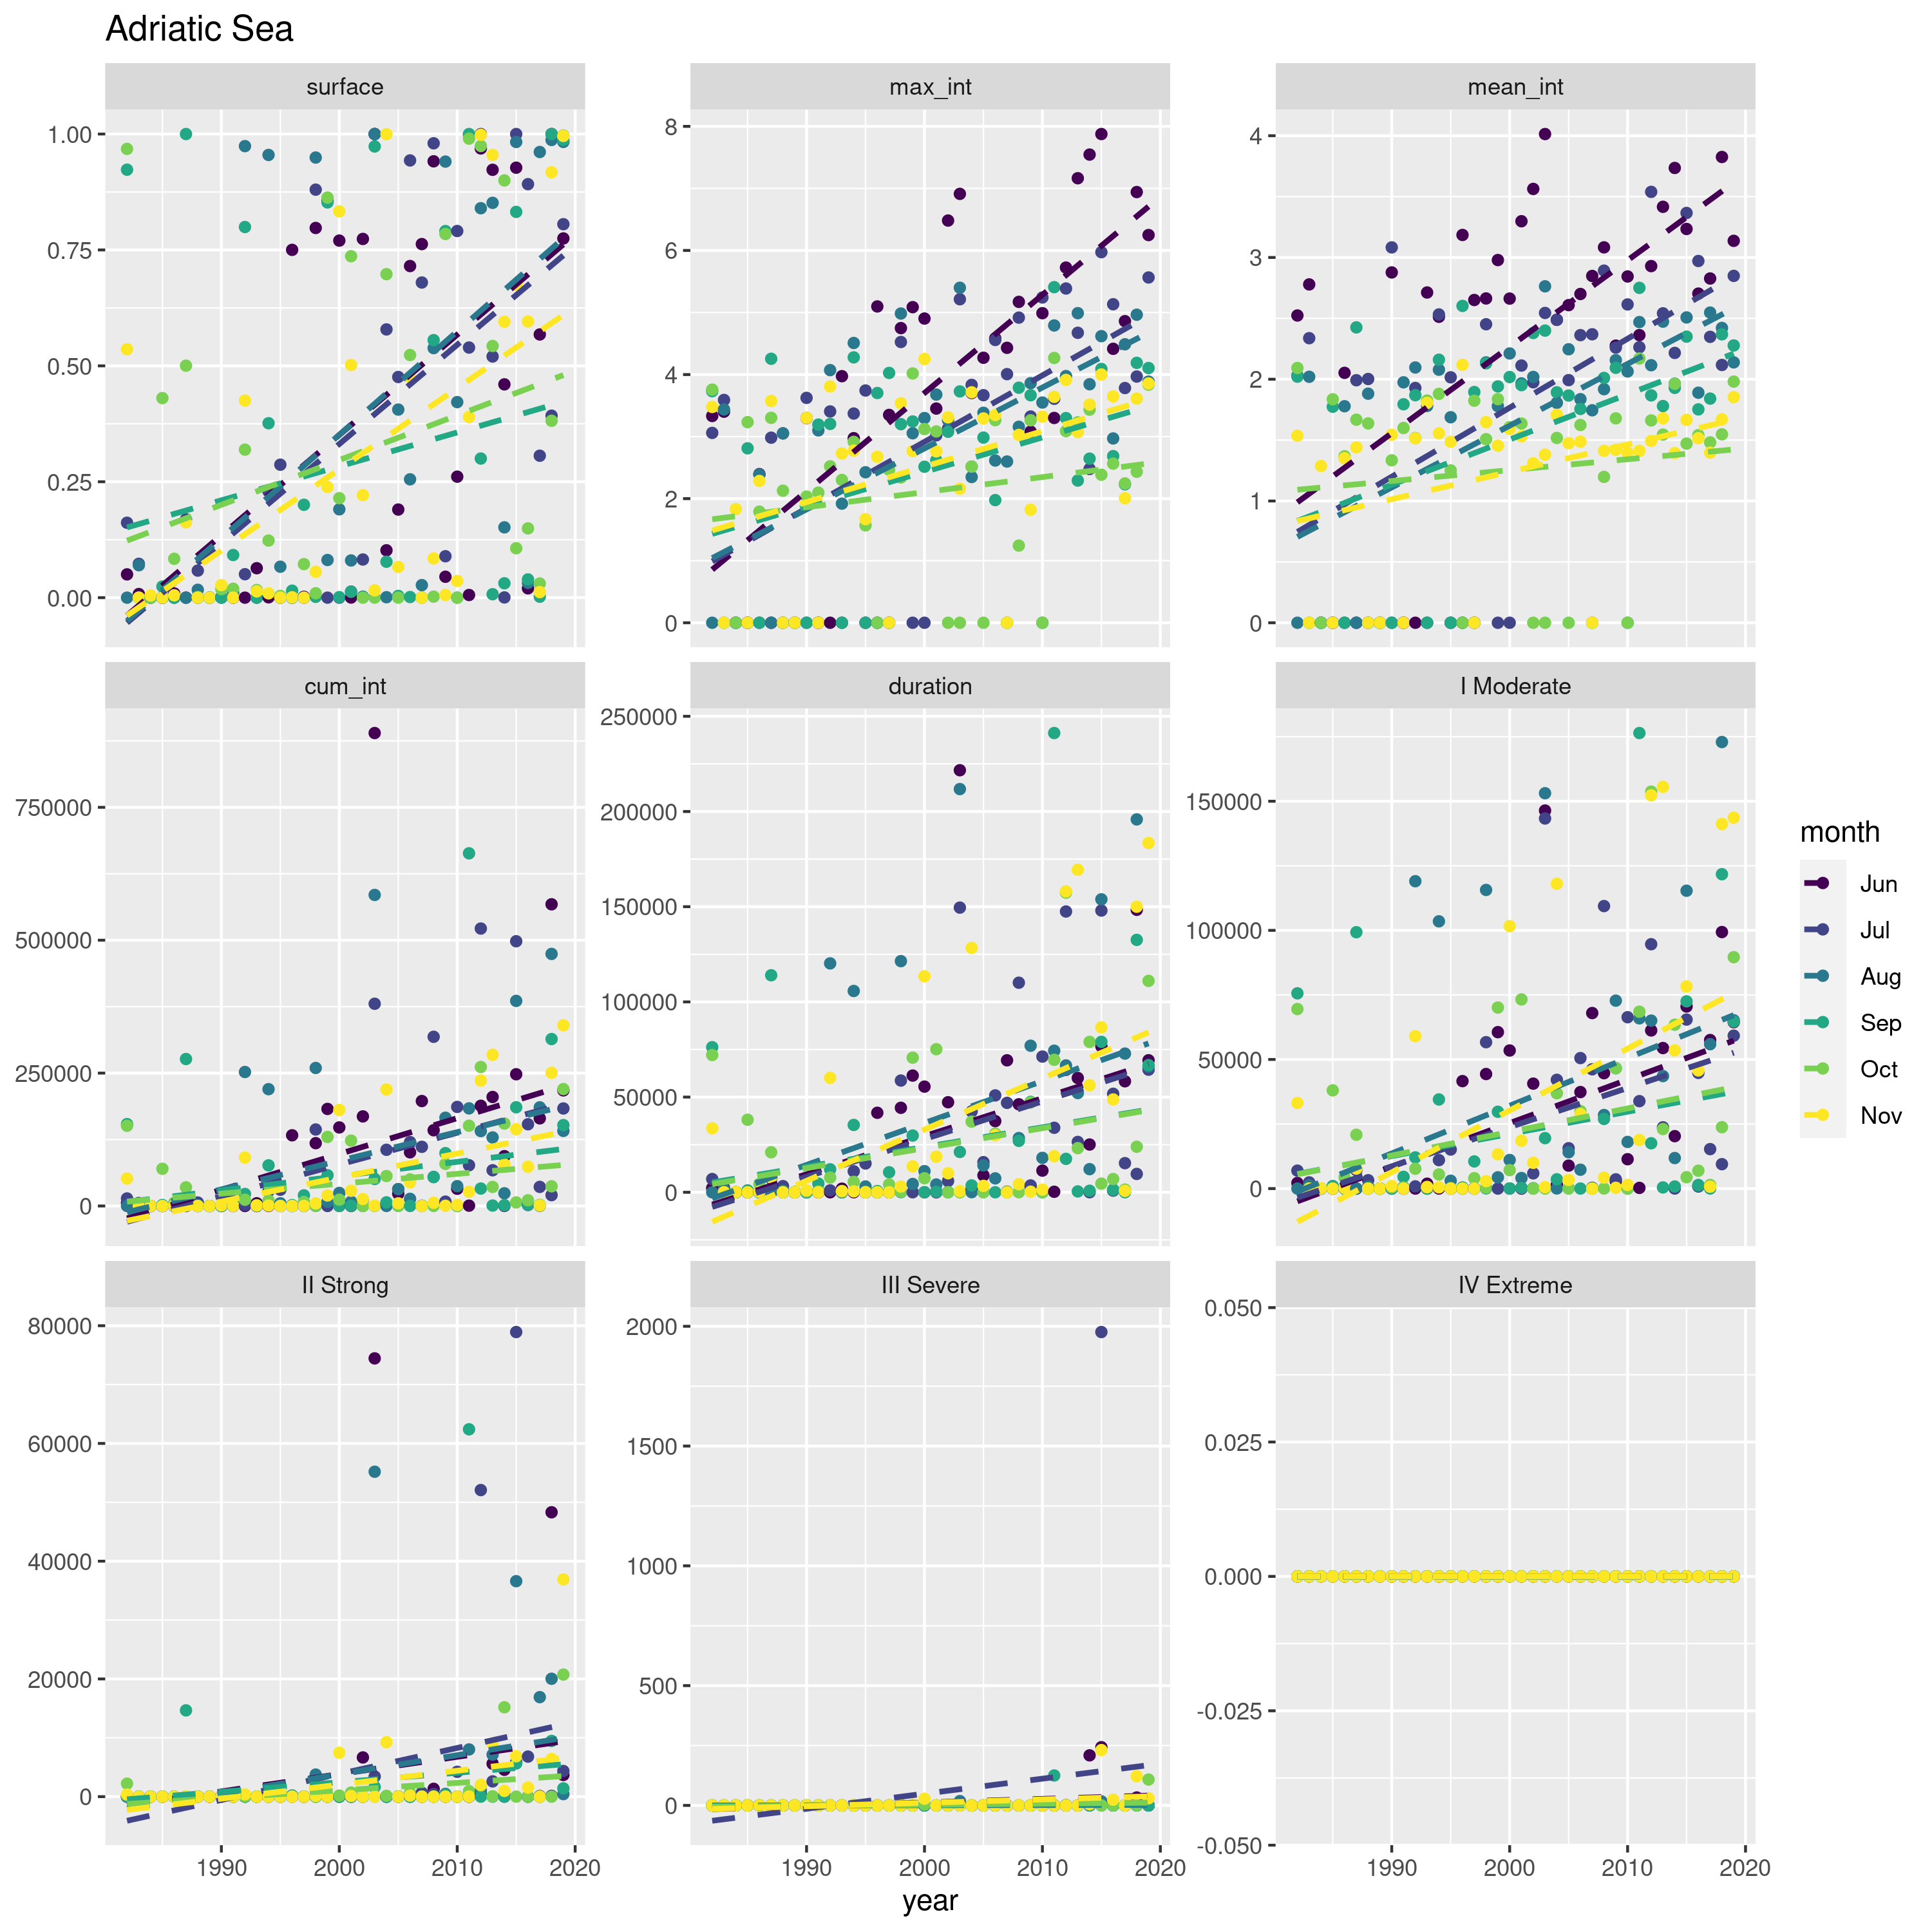 Adriatic Sea
surface max_int mean_int
1.00
0.75
0.50
0.25
0.00
8
6
4
2
0
4
3
2
1
0
cum_int duration I Moderate
750000
500000
250000
0
250000
200000
150000
100000
50000
0
150000
100000
50000
0
II Strong III Severe IV Extreme
80000
60000
40000
20000
0
2000
1500
1000
500
0
0.050
0.025
0.000
-0.025
-0.050
1990 2000 2010 2020
1990 2000 2010 2020
1990 2000 2010 2020
year
month
Jun
Jul
Aug
Sep
Oct
Nov